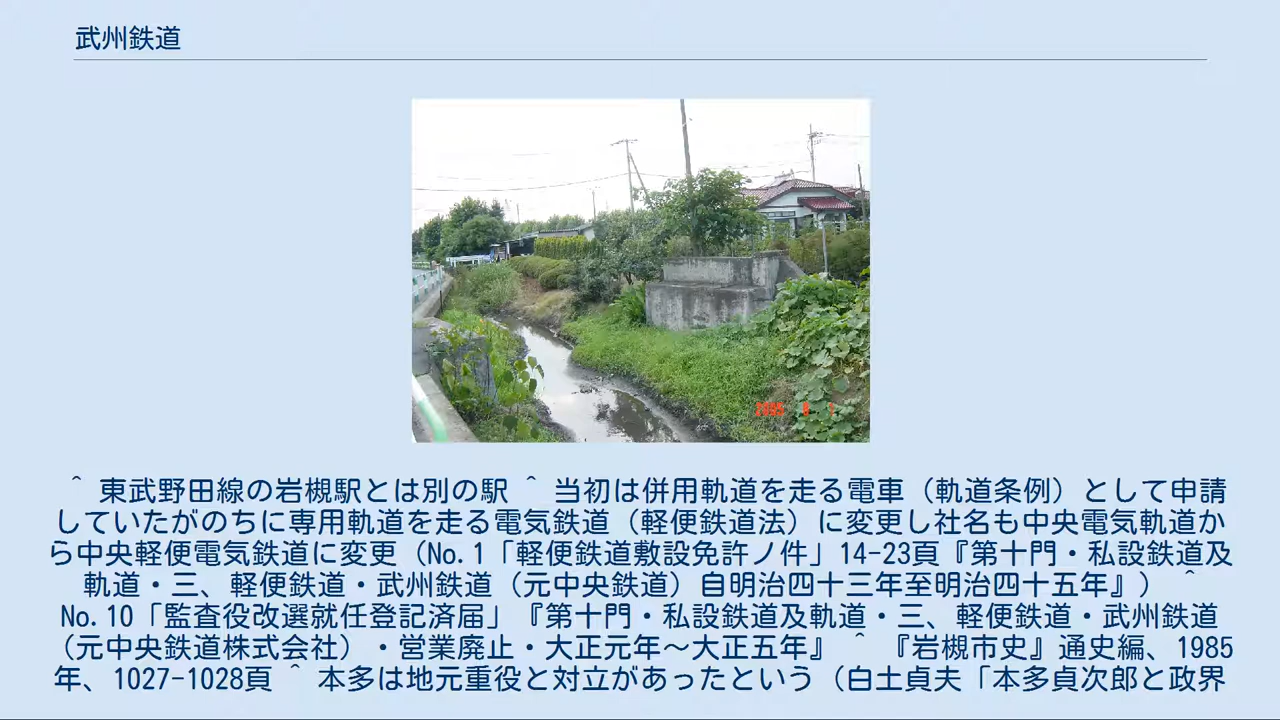 武州鉄道
^ 東武野田線の岩槻駅とは別の駅 ^ 当初は併用軌道を走る電車（軌道条例）として申請
していたがのちに専用軌道を走る電気鉄道（軽便鉄道法）に変更し社名も中央電気軌道か
ら中央軽便電気鉄道に変更（No.1「軽便鉄道敷設免許ノ件」14-23頁『第十門・私設鉄道及
軌道・三、軽便鉄道・武州鉄道（元中央鉄道）自明治四十三年至明治四十五年』） ^
No.10「監査役改選就任登記済届」『第十門・私設鉄道及軌道・三、軽便鉄道・武州鉄道
（元中央鉄道株式会社）・営業廃止・大正元年～大正五年』 ^ 『岩槻市史』通史編、1985
年、1027-1028頁 ^ 本多は地元重役と対立があったという（白土貞夫「本多貞次郎と政界